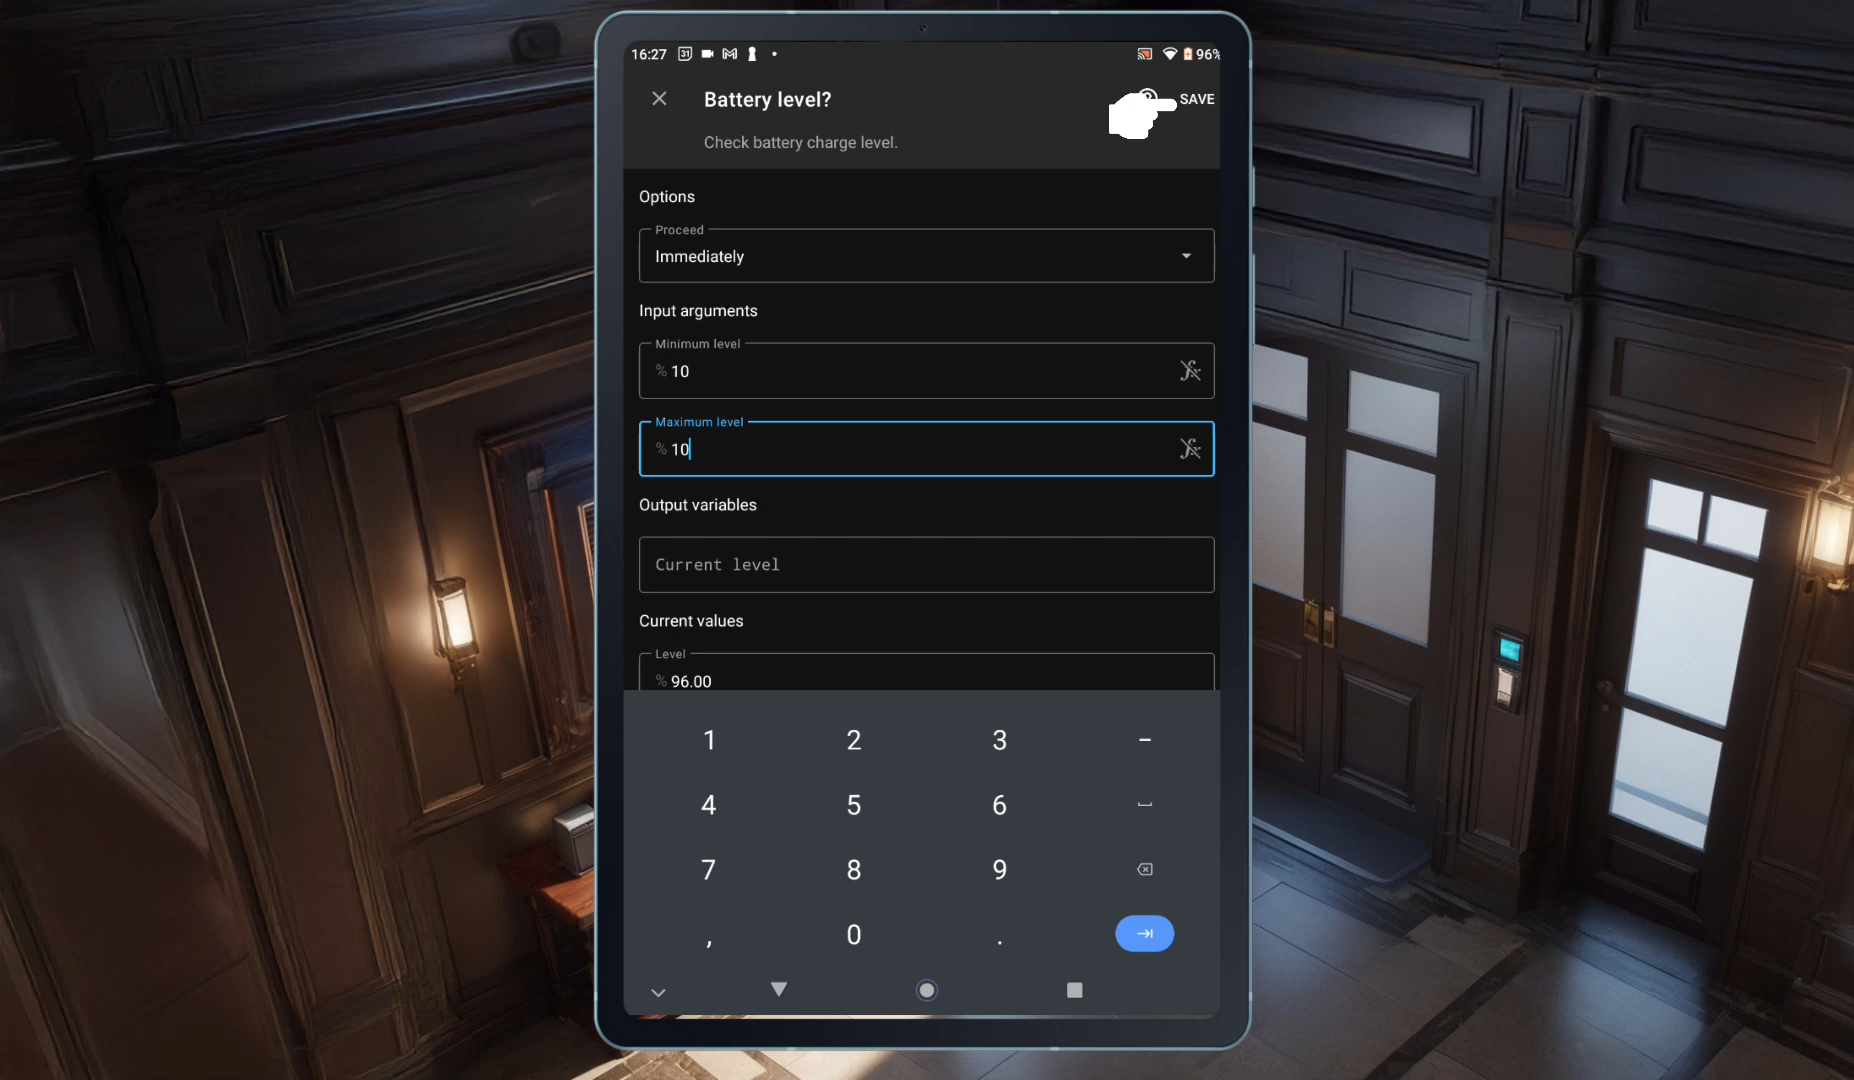 16:27 31 96%
Battery level? SAVE
Check battery charge level.
Options
Proceed
Immediately
Input arguments
Minimum level
% 10
Maximum level
% 10
Output variables
Current level
Current values
Level
% 96.00
1 2 3 -
4 5 6
7 8 9
, 0 .